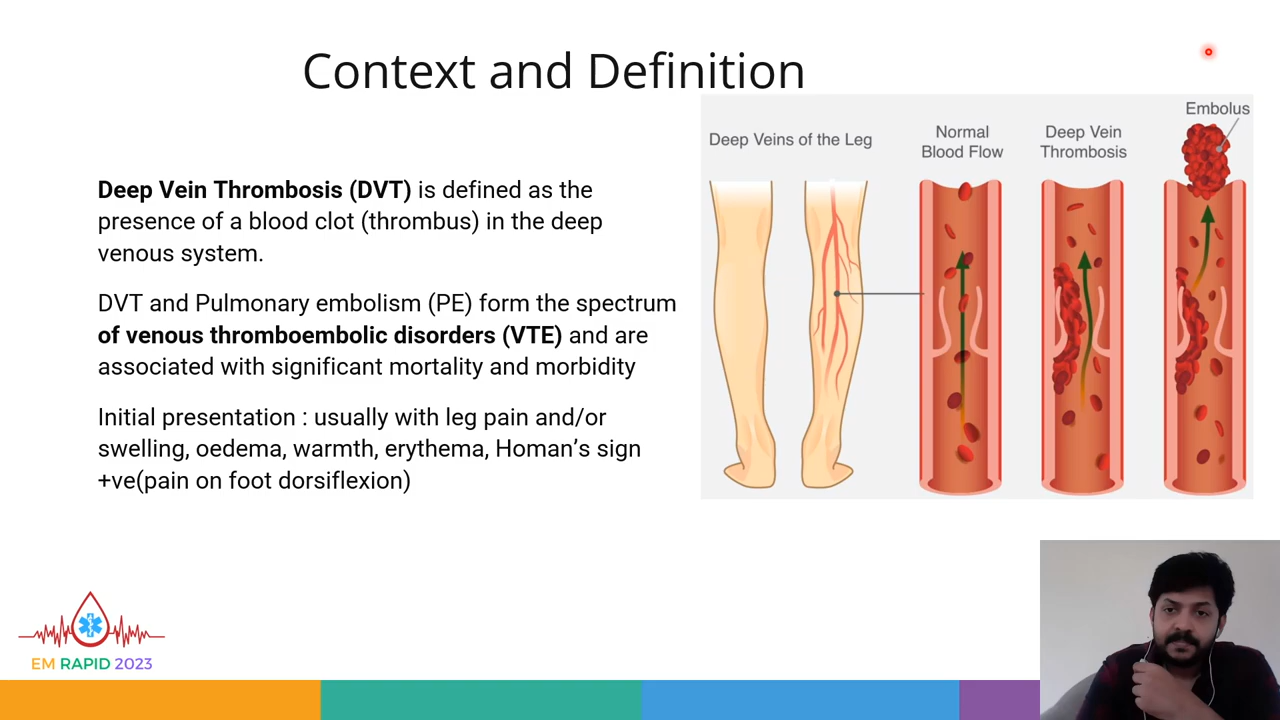 Context and Definition
Deep Vein Thrombosis (DVT) is defined as the
presence of a blood clot (thrombus) in the deep
venous system.
DVT and Pulmonary embolism (PE) form the spectrum
of venous thromboembolic disorders (VTE) and are
associated with significant mortality and morbidity
Initial presentation : usually with leg pain and/or
swelling, oedema, warmth, erythema, Homan’s sign
+ve(pain on foot dorsiflexion)
Deep Veins of the Leg
Normal
Blood Flow
Deep Vein
Thrombosis
Embolus
EM RAPID 2023